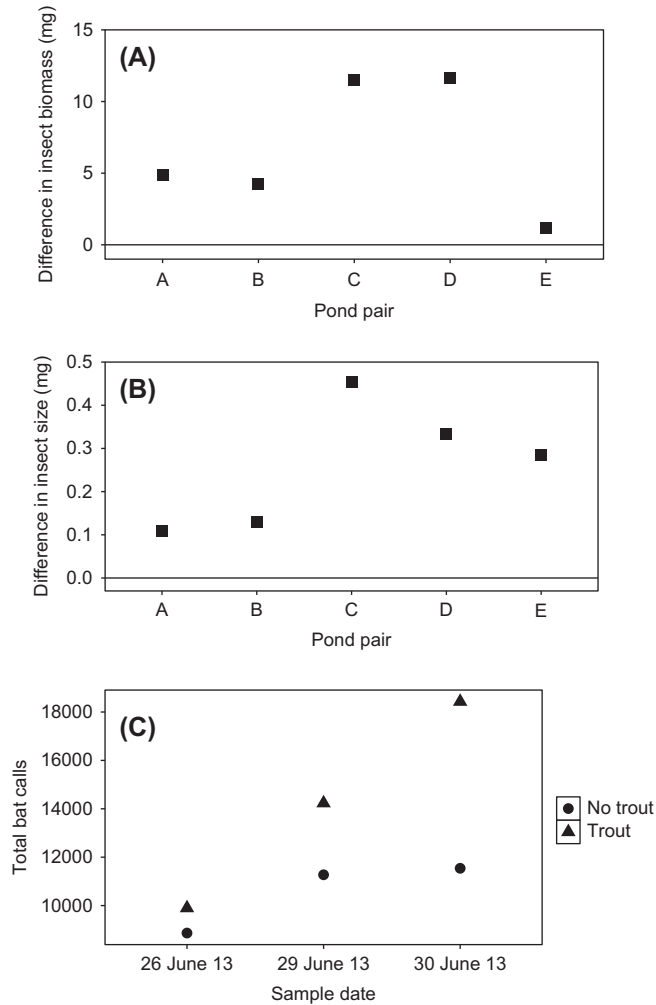 (A)
Difference in insect biomass (mg)
15
10
5
0
A B C D E
Pond pair
(B)
Difference in insect size (mg)
0.5
0.4
0.3
0.2
0.1
0.0
A B C D E
Pond pair
(C)
Total bat calls
18000
16000
14000
12000
10000
26 June 13 29 June 13 30 June 13
Sample date
No trout
Trout